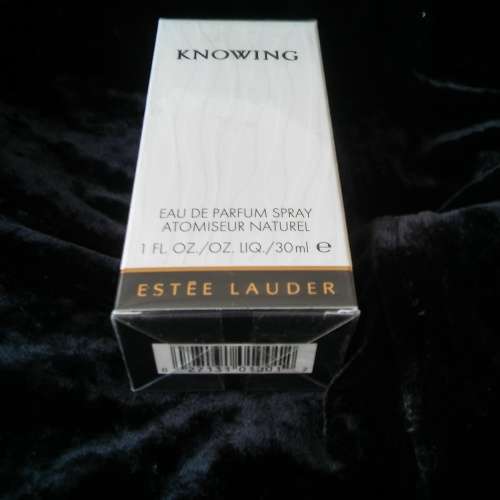 KNOWING
EAU DE PARFUM SPRAY
ATOMISEUR NATUREL
1 FL. OZ./OZ. LIQ./30ml e
ESTĒE LAUDER